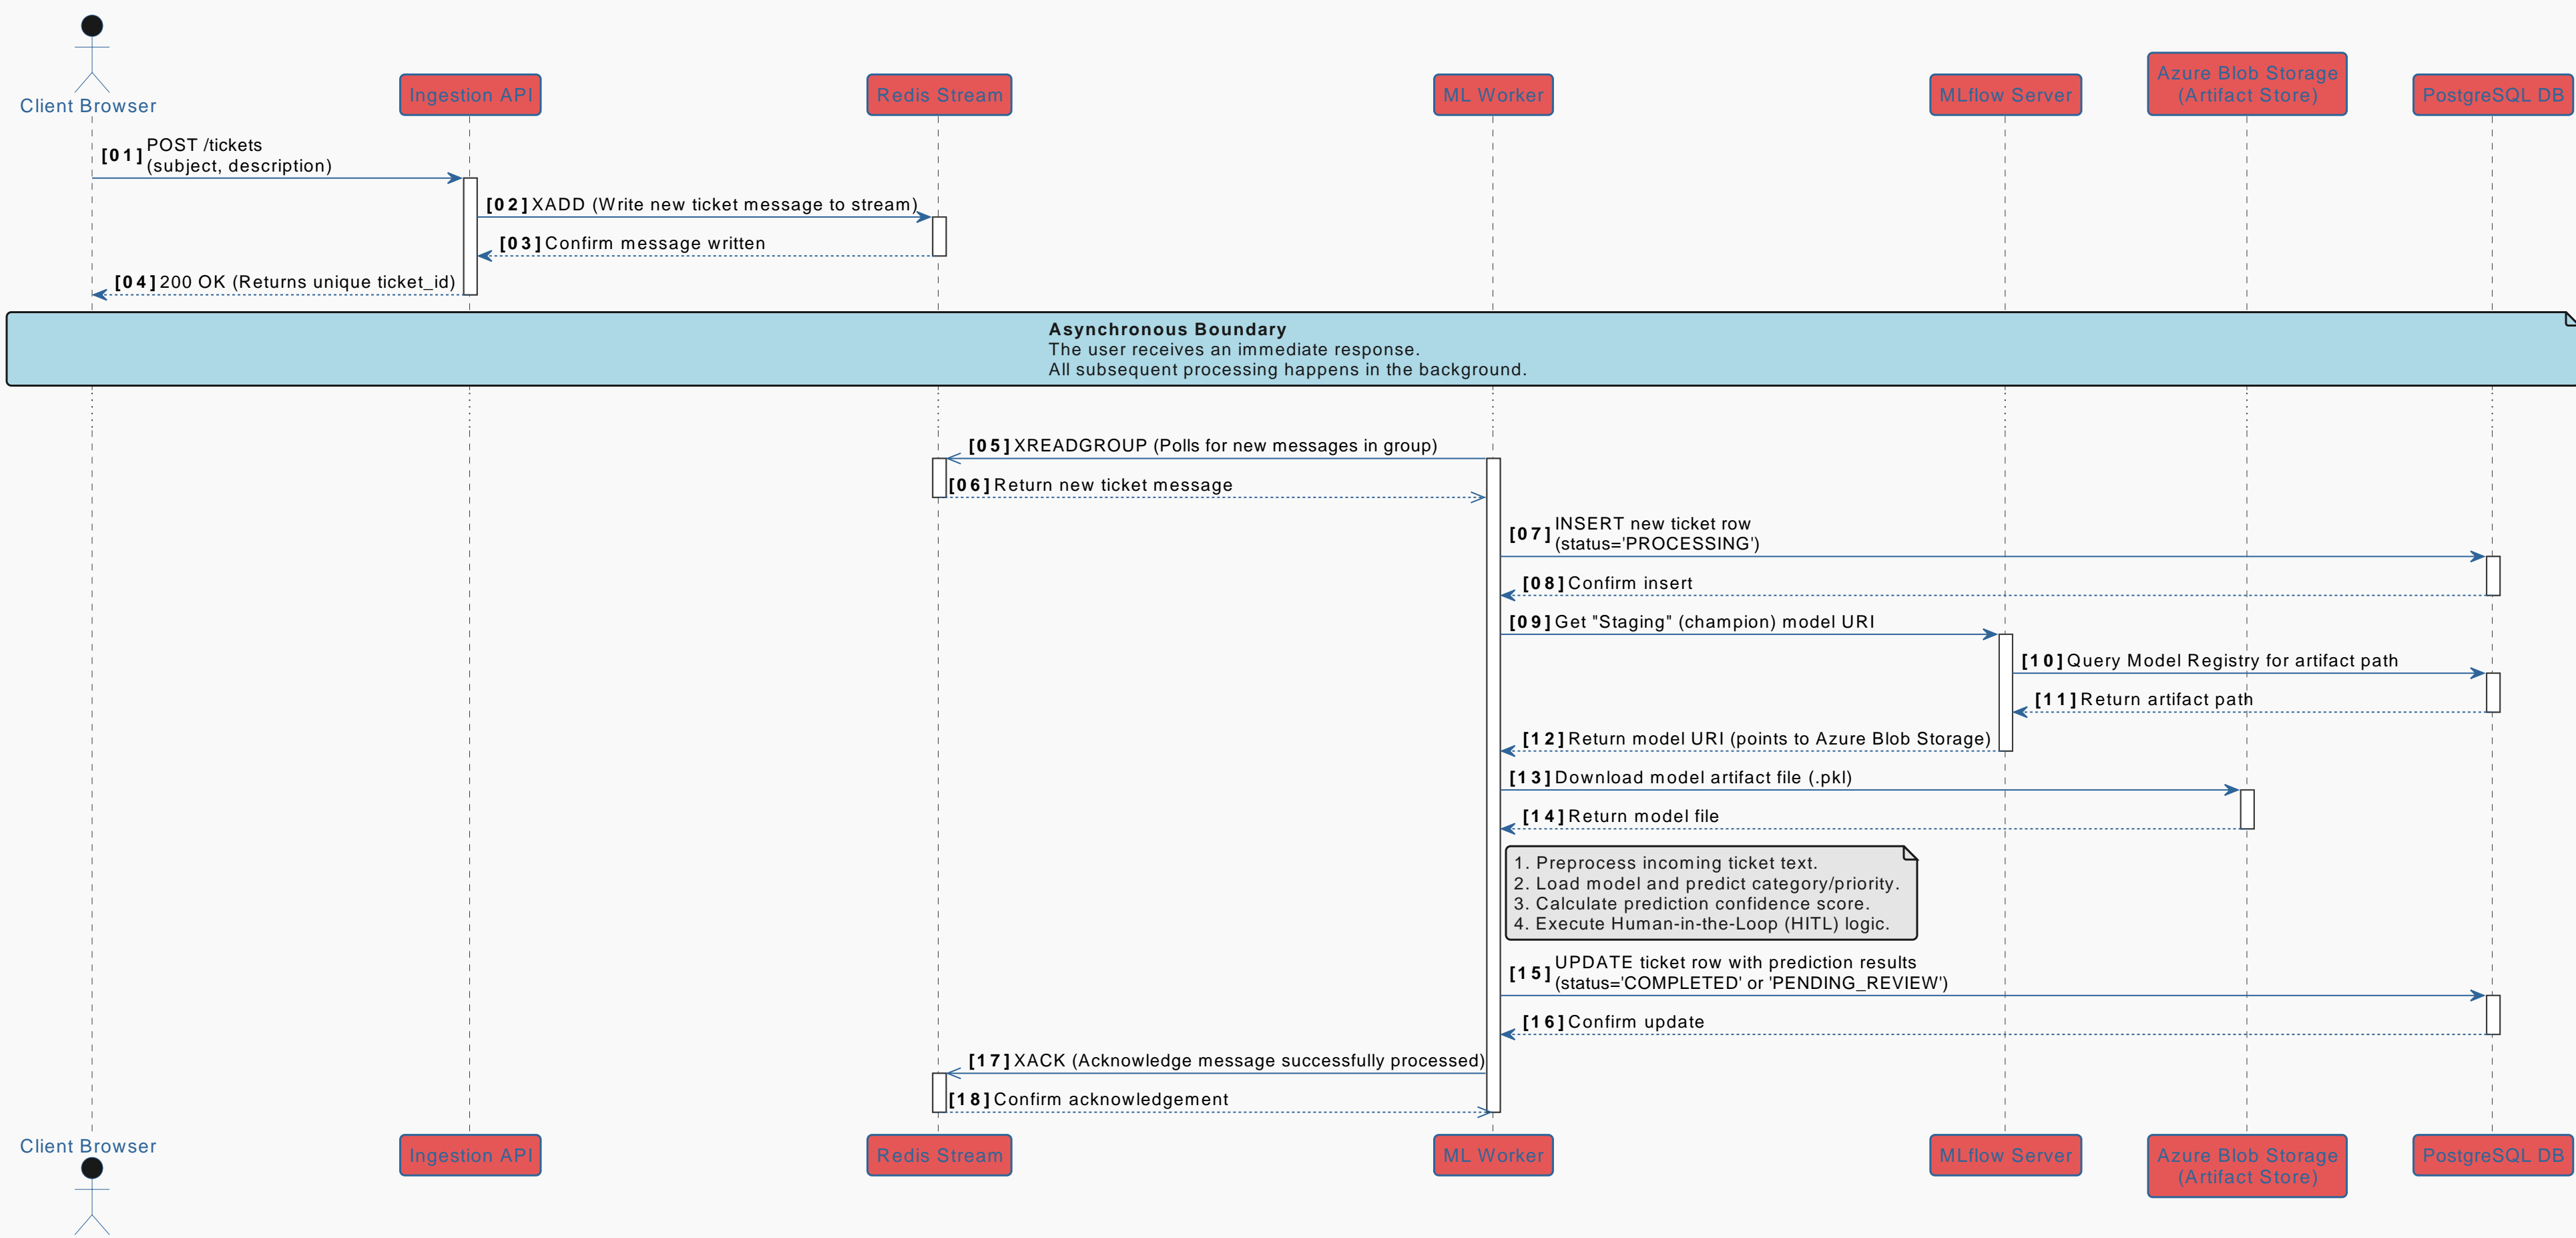 Client Browser
Ingestion API
Redis Stream
ML Worker
MLflow Server
Azure Blob Storage
(Artifact Store)
PostgreSQL DB
[01] POST /tickets
(subject, description)
[02] XADD (Write new ticket message to stream)
[03] Confirm message written
[04] 200 OK (Returns unique ticket_id)
Asynchronous Boundary
The user receives an immediate response.
All subsequent processing happens in the background.
[05] XREADGROUP (Polls for new messages in group)
[06] Return new ticket message
[07] INSERT new ticket row
(status='PROCESSING')
[08] Confirm insert
[09] Get "Staging" (champion) model URI
[10] Query Model Registry for artifact path
[11] Return artifact path
[12] Return model URI (points to Azure Blob Storage)
[13] Download model artifact file (.pkl)
[14] Return model file
1. Preprocess incoming ticket text.
2. Load model and predict category/priority.
3. Calculate prediction confidence score.
4. Execute Human-in-the-Loop (HITL) logic.
[15] UPDATE ticket row with prediction results
(status='COMPLETED' or 'PENDING_REVIEW')
[16] Confirm update
[17] XACK (Acknowledge message successfully processed)
[18] Confirm acknowledgement
Client Browser
Ingestion API
Redis Stream
ML Worker
MLflow Server
Azure Blob Storage
(Artifact Store)
PostgreSQL DB